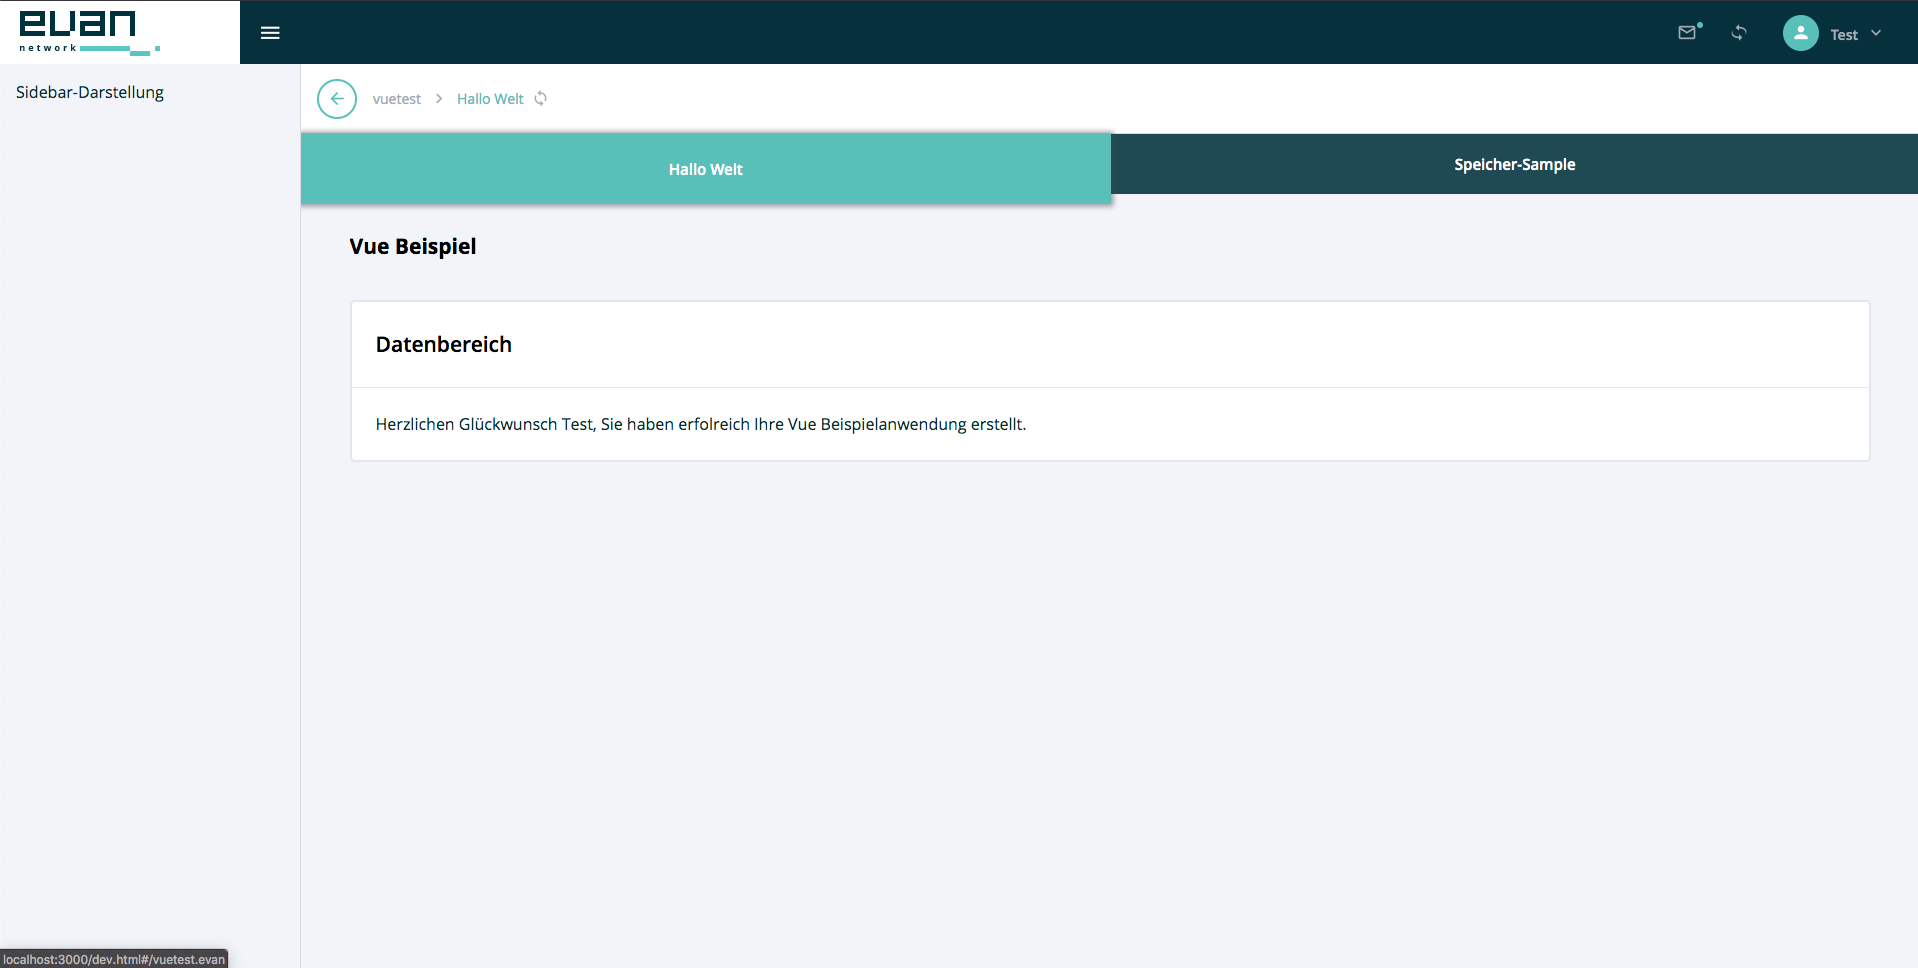 evan
network
Test
Sidebar-Darstellung
vuetest
Hallo Welt
Hallo Welt
Speicher-Sample
Vue Beispiel
Datenbereich
Herzlichen Glückwunsch Test, Sie haben erfolreich Ihre Vue Beispielanwendung erstellt.
localhost:3000/dev.html#/vuetest.evan